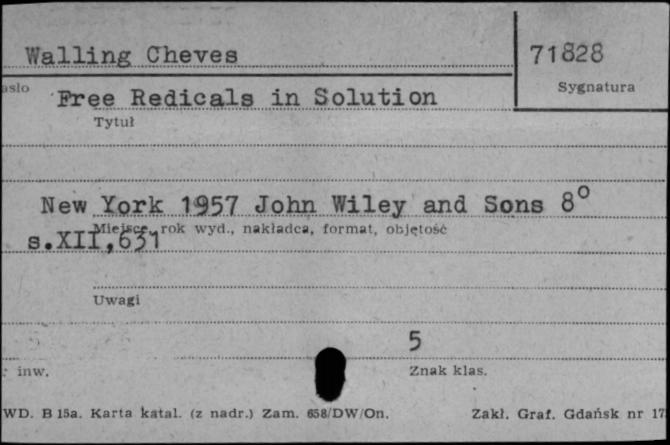 Walling Cheves
71828
asło
Sygnatura
Free Redicals in Solution
Tytuł
New York 1957 John Wiley and Sons 8°
Miejsce, rok wyd., nakładca, format, objętość
s.XII,631
Uwagi
5
inw.
Znak klas.
WD. B 15a. Karta katal. (z nadr.) Zam. 658/DW/On.
Zakł. Graf. Gdańsk nr 17